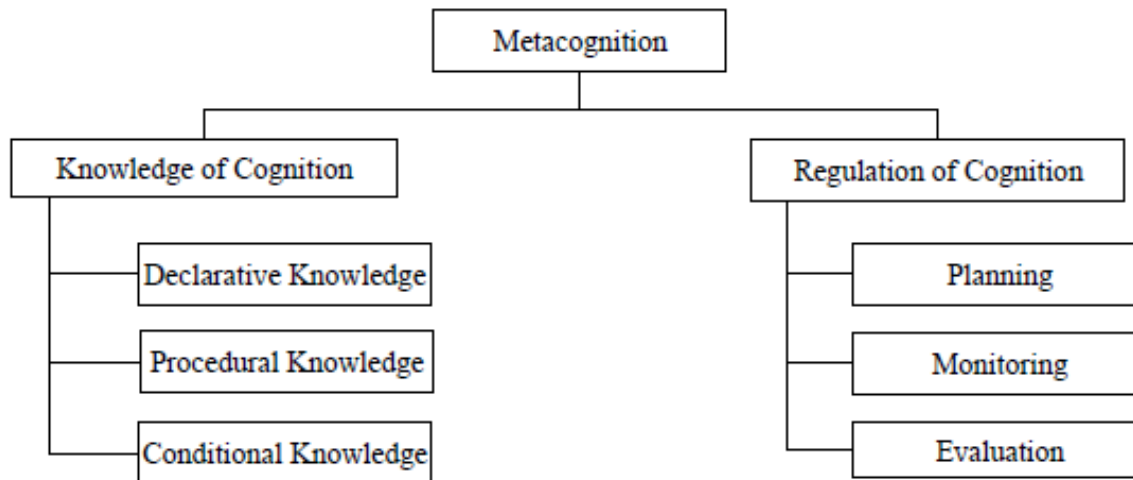 Metacognition
Knowledge of Cognition
Declarative Knowledge
Procedural Knowledge
Conditional Knowledge
Regulation of Cognition
Planning
Monitoring
Evaluation